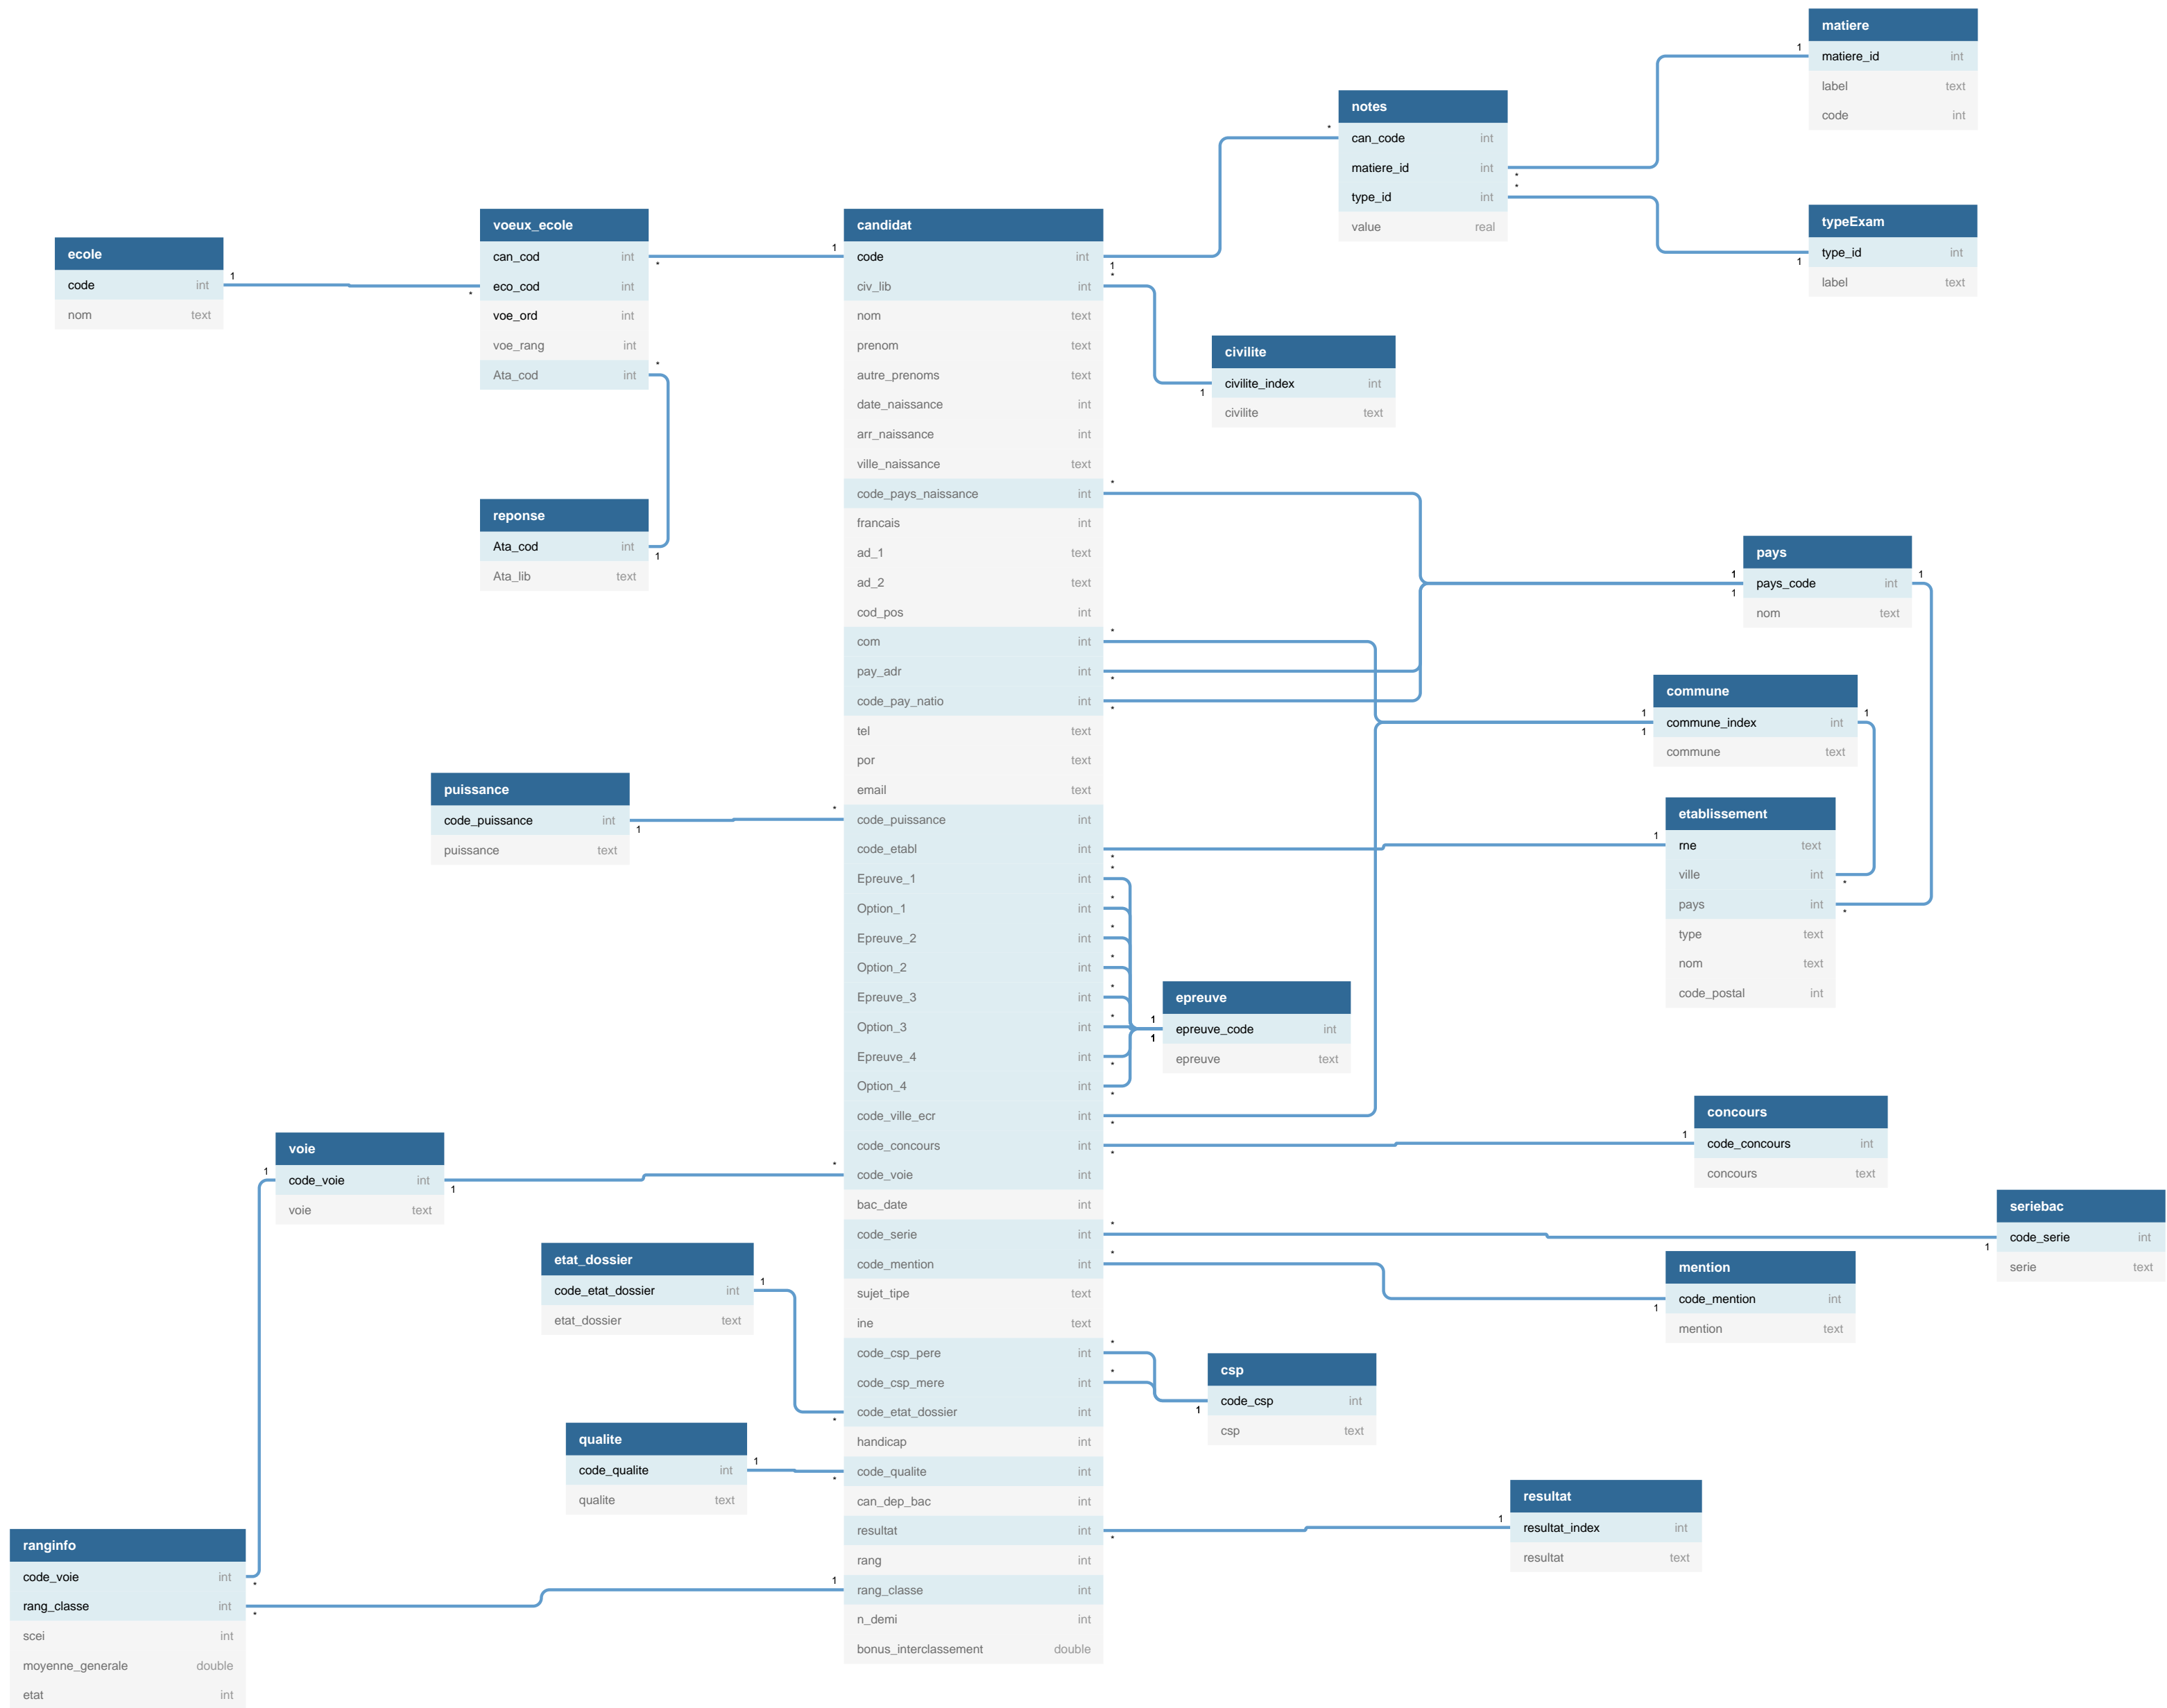 matiere
matiere_id int
label text
code int
notes
can_code int
matiere_id int
type_id int
value real
typeExam
type_id int
label text
ecole
code int
nom text
voeux_ecole
can_cod int
eco_cod int
voe_ord int
voe_rang int
Ata_cod int
reponse
Ata_cod int
Ata_lib text
candidat
code int
civ_lib int
nom text
prenom text
autre_prenoms text
date_naissance int
arr_naissance int
ville_naissance text
code_pays_naissance int
francais int
ad_1 text
ad_2 text
cod_pos int
com int
pay_adr int
code_pay_natio int
tel text
por text
email text
code_puissance int
code_etabl int
Epreuve_1 int
Option_1 int
Epreuve_2 int
Option_2 int
Epreuve_3 int
Option_3 int
Epreuve_4 int
Option_4 int
code_ville_ecr int
code_concours int
code_voie int
bac_date int
code_serie int
code_mention int
sujet_tipe text
ine text
code_csp_pere int
code_csp_mere int
code_etat_dossier int
handicap int
code_qualite int
can_dep_bac int
resultat int
rang int
rang_classe int
n_demi int
bonus_interclassement double
civilite
civilite_index int
civilite text
pays
pays_code int
nom text
commune
commune_index int
commune text
puissance
code_puissance int
puissance text
etablissement
rne text
ville int
pays int
type text
nom text
code_postal int
epreuve
epreuve_code int
epreuve text
concours
code_concours int
concours text
voie
code_voie int
voie text
seriebac
code_serie int
serie text
etat_dossier
code_etat_dossier int
etat_dossier text
mention
code_mention int
mention text
csp
code_csp int
csp text
qualite
code_qualite int
qualite text
resultat
resultat_index int
resultat text
ranginfo
code_voie int
rang_classe int
scei int
moyenne_generale double
etat int